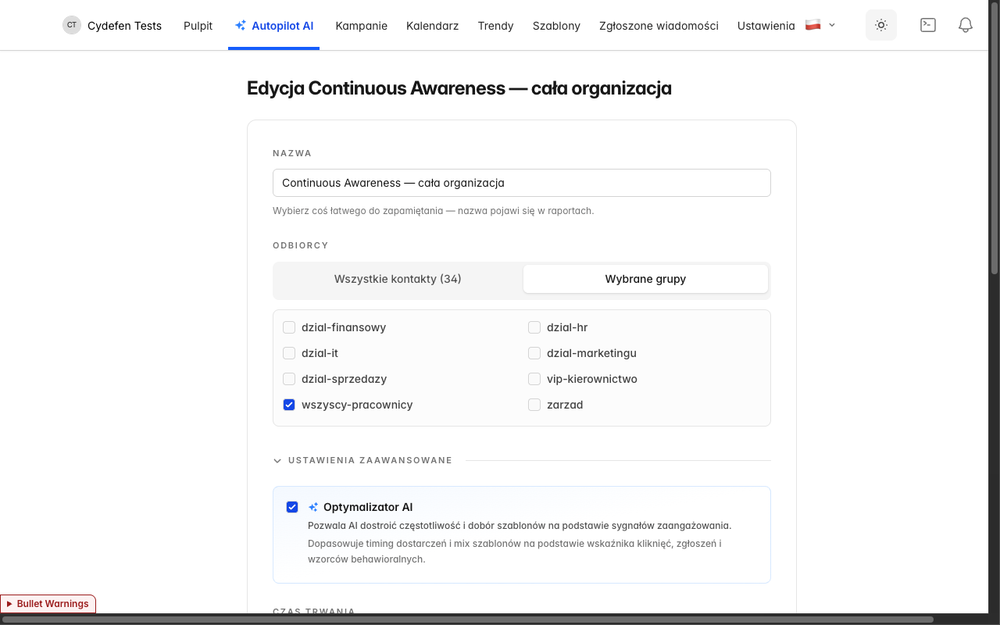 CT Cydefen Tests Pulpit Autopilot AI Kampanie Kalendarz Trendy Szablony Zgłoszone wiadomości Ustawienia
Edycja Continuous Awareness — cała organizacja
NAZWA
Continuous Awareness — cała organizacja
Wybierz coś łatwego do zapamiętania — nazwa pojawi się w raportach.
ODBIORCY
Wszystkie kontakty (34) Wybrane grupy
dzial-finansowy dzial-hr
dzial-it dzial-marketingu
dzial-sprzedazy vip-kierownictwo
wszyscy-pracownicy zarzad
USTAWIENIA ZAAWANSOWANE
Optymalizator AI
Pozwala AI dostroić częstotliwość i dobór szablonów na podstawie sygnałów zaangażowania.
Dopasowuje timing dostarczeń i mix szablonów na podstawie wskaźnika kliknięć, zgłoszeń i
wzorców behawioralnych.
CZAS TRWANIA
Bullet Warnings